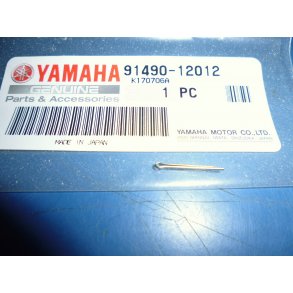 YAMAHA 91490-12012
GENUINE K170706A
Parts & Accessories 1 PC
YAMAHA MOTOR CO., LTD.
MADE IN JAPAN